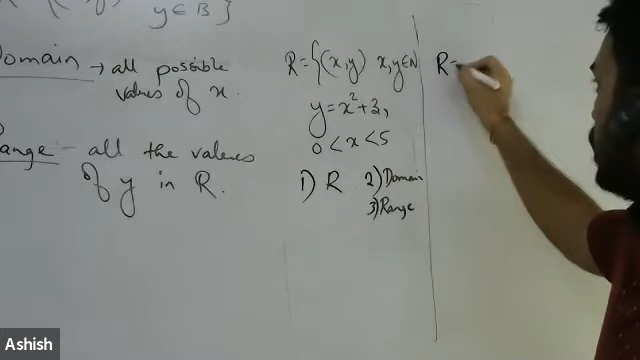 y ∈ B }
Domain → all possible
values of x.
ange - all the values
of y in R.
R = {(x, y) x, y ∈ N
y = x² + 3,
0 < x < 5
1) R 2) Domain
3) Range
R =
Ashish